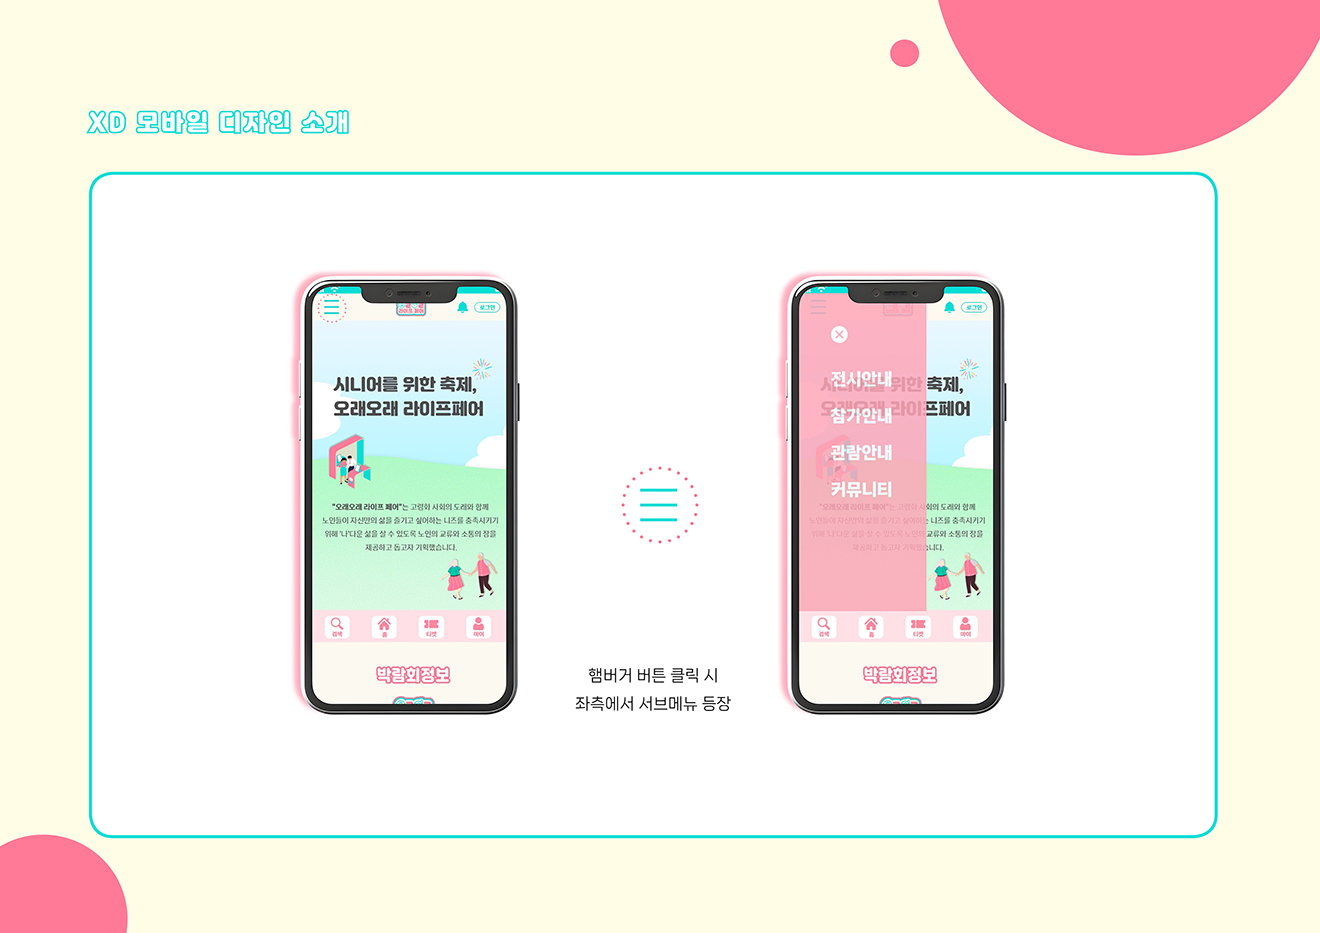 XD 모바일 디자인 소개
라이프 페어
로그인
시니어를 위한 축제,
오래오래 라이프페어
"오래오래 라이프 페어"는 고령화 사회의 도래와 함께
노인들이 자신만의 삶을 즐기고 싶어하는 니즈를 충족시키기
위해 '나'다운 삶을 살 수 있도록 노인의 교류와 소통의 장을
제공하고 돕고자 기획했습니다.
검색
홈
티켓
마이
박람회정보
햄버거 버튼 클릭 시
좌측에서 서브메뉴 등장
라이프 페어
로그인
시니어를 위한 축제,
오래오래 라이프페어
전시안내
참가안내
관람안내
커뮤니티
"오래오래 라이프 페어"는 고령화 사회의 도래와 함께
노인들이 자신만의 삶을 즐기고 싶어하는 니즈를 충족시키기
위해 '나'다운 삶을 살 수 있도록 노인의 교류와 소통의 장을
제공하고 돕고자 기획했습니다.
검색
홈
티켓
마이
박람회정보